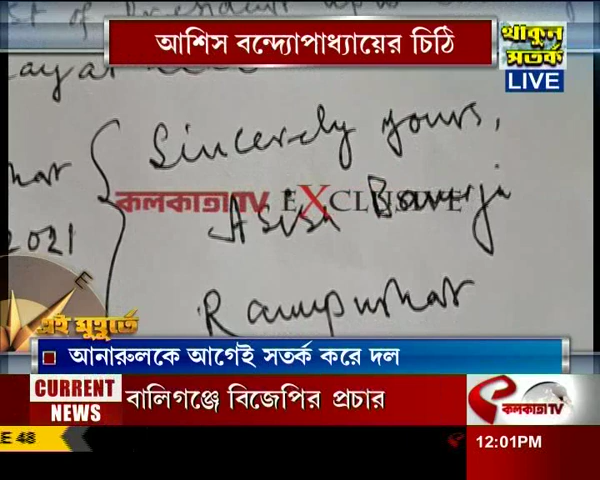 আশিস বন্দ্যোপাধ্যায়ের চিঠি
থাকুন
সতর্ক
LIVE
Sincerely yours,
কলকাতা TV EXCLUSIVE
Asish Banerji
2021
Rampurhat
E
এই মুহূর্তে
আনারুলকে আগেই সতর্ক করে দল
CURRENT
NEWS
বালিগঞ্জে বিজেপির প্রচার
কলকাতা TV
E 48
12:01PM